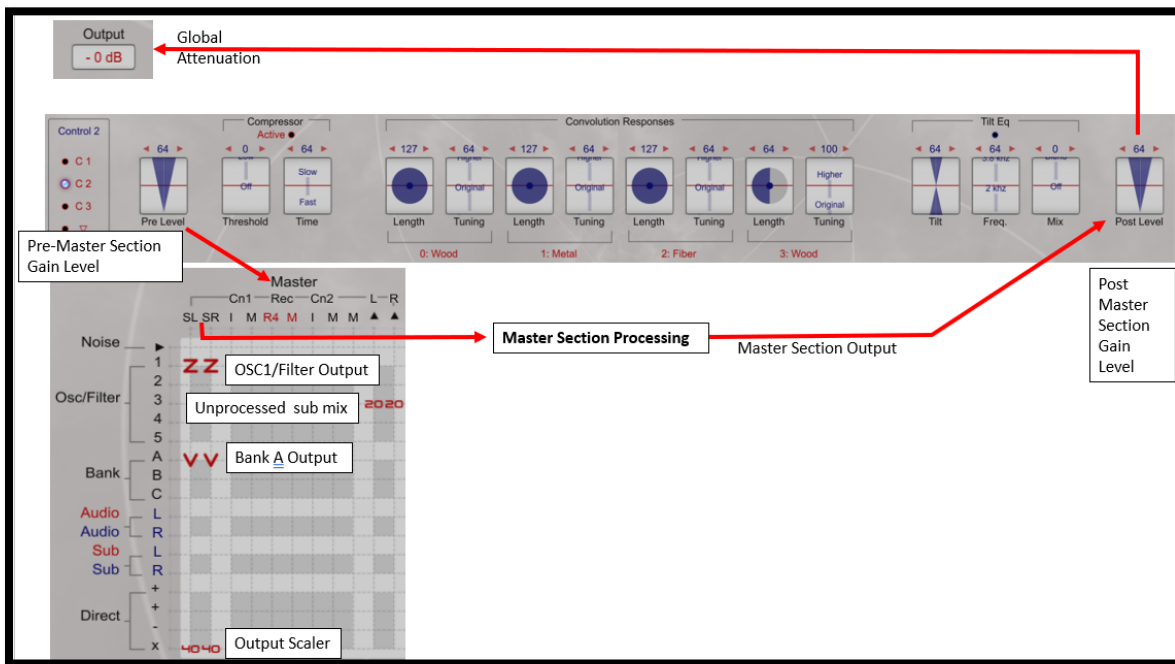 Output
- 0 dB
Global
Attenuation
Control 2
C 1
C 2
C 3
Compressor
Active
Convolution Responses
Tilt Eq
64 0 64 127 64 127 64 127 64 64 100 64 64 0 64
Low
Off
Slow
Fast
Higher
Original
Higher
Original
Higher
Original
Higher
Original
3.8 khz
2 khz
Blend
Off
Pre Level Threshold Time Length Tuning Length Tuning Length Tuning Length Tuning Tilt Freq. Mix Post Level
0: Wood 1: Metal 2: Fiber 3: Wood
Pre-Master Section
Gain Level
Post
Master
Section
Gain
Level
Master
Cn1 Rec Cn2 L R
SL SR I M R4 M I M M
Master Section Processing
Master Section Output
Noise
Osc/Filter
1
2
3
4
5
Z Z
OSC1/Filter Output
Unprocessed sub mix
20 20
Bank
A
B
C
V V
Bank A Output
Audio L
Audio R
Sub L
Sub R
Direct
+
+
-
x
40 40
Output Scaler